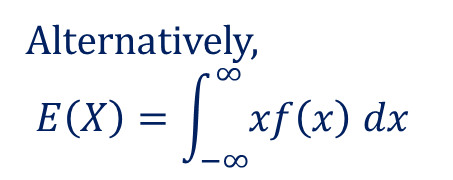 Alternatively,
E(X) = ∫_{-∞}^{∞} xf(x) dx